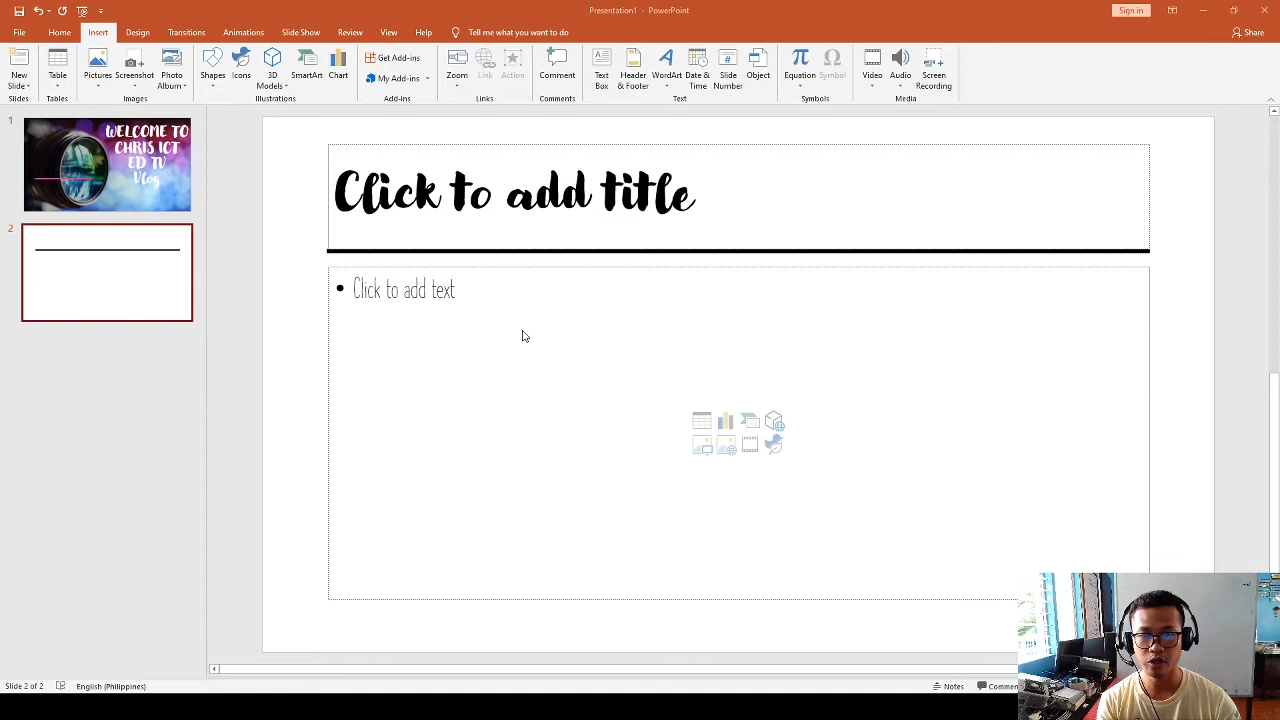 Presentation1 - PowerPoint
Sign in
File Home Insert Design Transitions Animations Slide Show Review View Help Tell me what you want to do Share
New Slide
Table
Pictures
Screenshot
Photo Album
Shapes
Icons
3D Models
SmartArt
Chart
Get Add-ins
My Add-ins
Zoom
Link
Action
Comment
Text Box
Header & Footer
WordArt
Date & Time
Slide Number
Object
Equation
Symbol
Video
Audio
Screen Recording
Slides Tables Images Illustrations Add-ins Links Comments Text Symbols Media
1
WELCOME TO
CHRIS ICT
ED TV
Vlog
2
Click to add title
• Click to add text
Slide 2 of 2 English (Philippines) Notes Commen